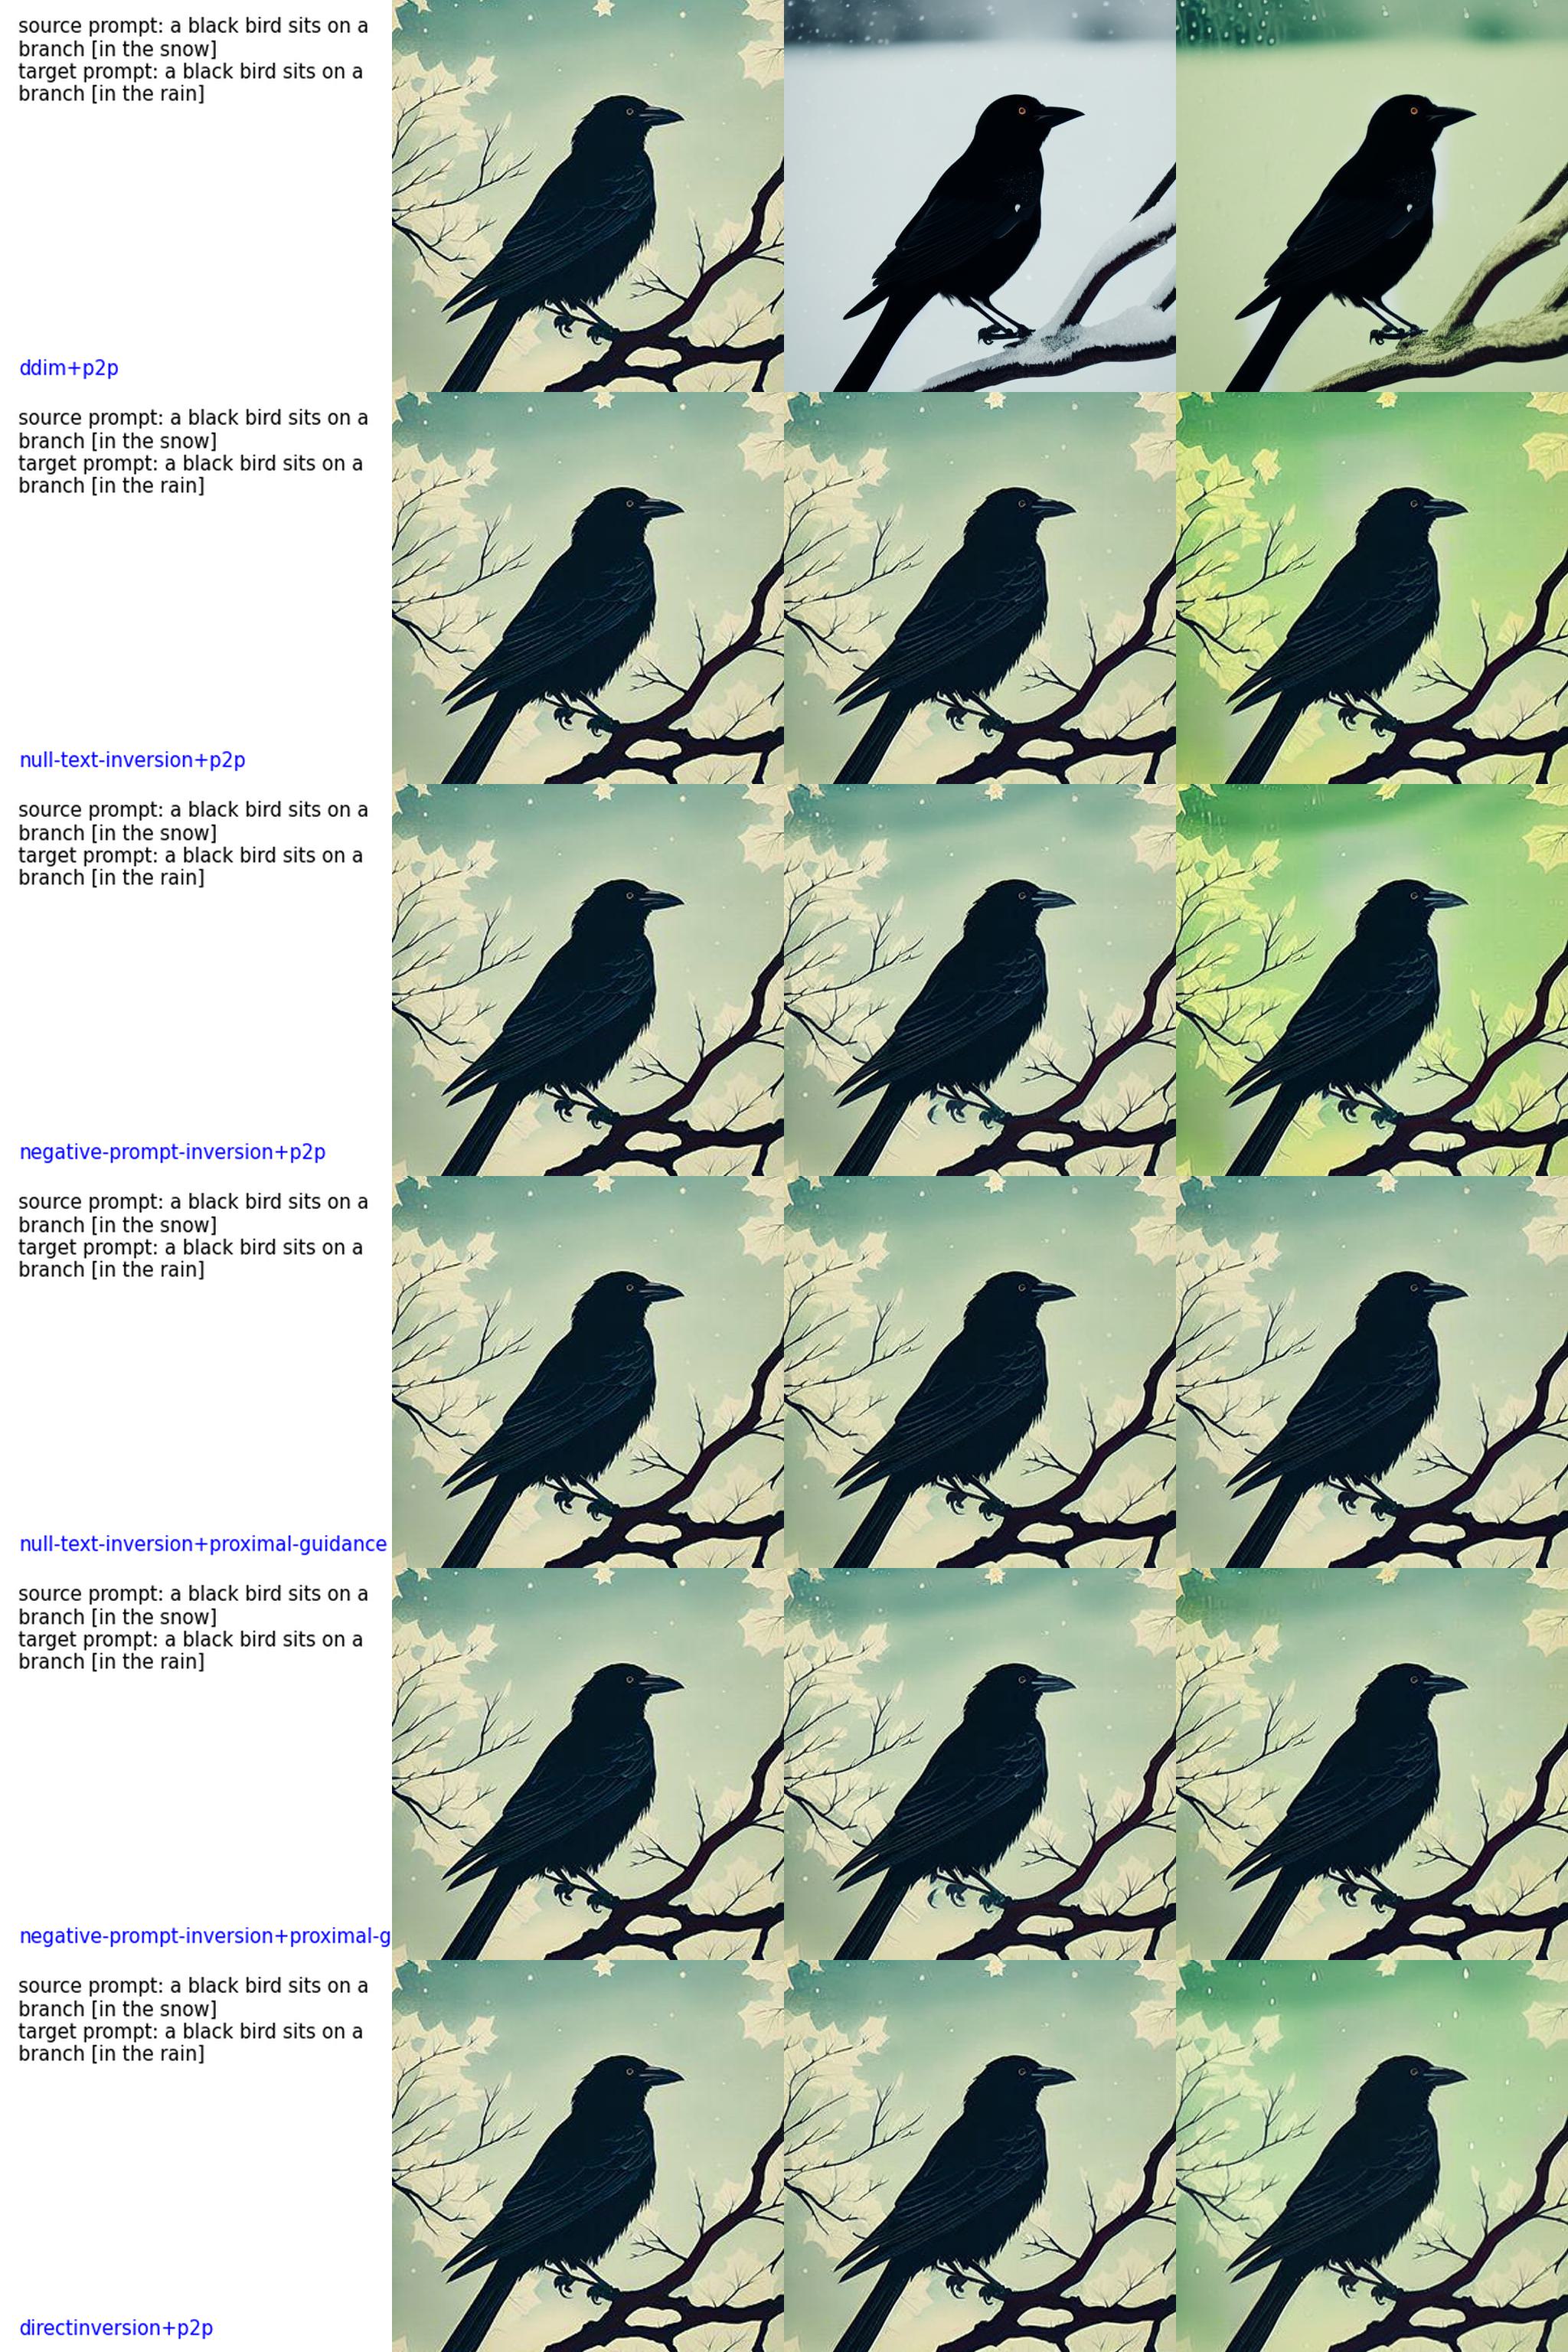 source prompt: a black bird sits on a
branch [in the snow]
target prompt: a black bird sits on a
branch [in the rain]
ddim+p2p
source prompt: a black bird sits on a
branch [in the snow]
target prompt: a black bird sits on a
branch [in the rain]
null-text-inversion+p2p
source prompt: a black bird sits on a
branch [in the snow]
target prompt: a black bird sits on a
branch [in the rain]
negative-prompt-inversion+p2p
source prompt: a black bird sits on a
branch [in the snow]
target prompt: a black bird sits on a
branch [in the rain]
null-text-inversion+proximal-guidance
source prompt: a black bird sits on a
branch [in the snow]
target prompt: a black bird sits on a
branch [in the rain]
negative-prompt-inversion+proximal-g
source prompt: a black bird sits on a
branch [in the snow]
target prompt: a black bird sits on a
branch [in the rain]
directinversion+p2p